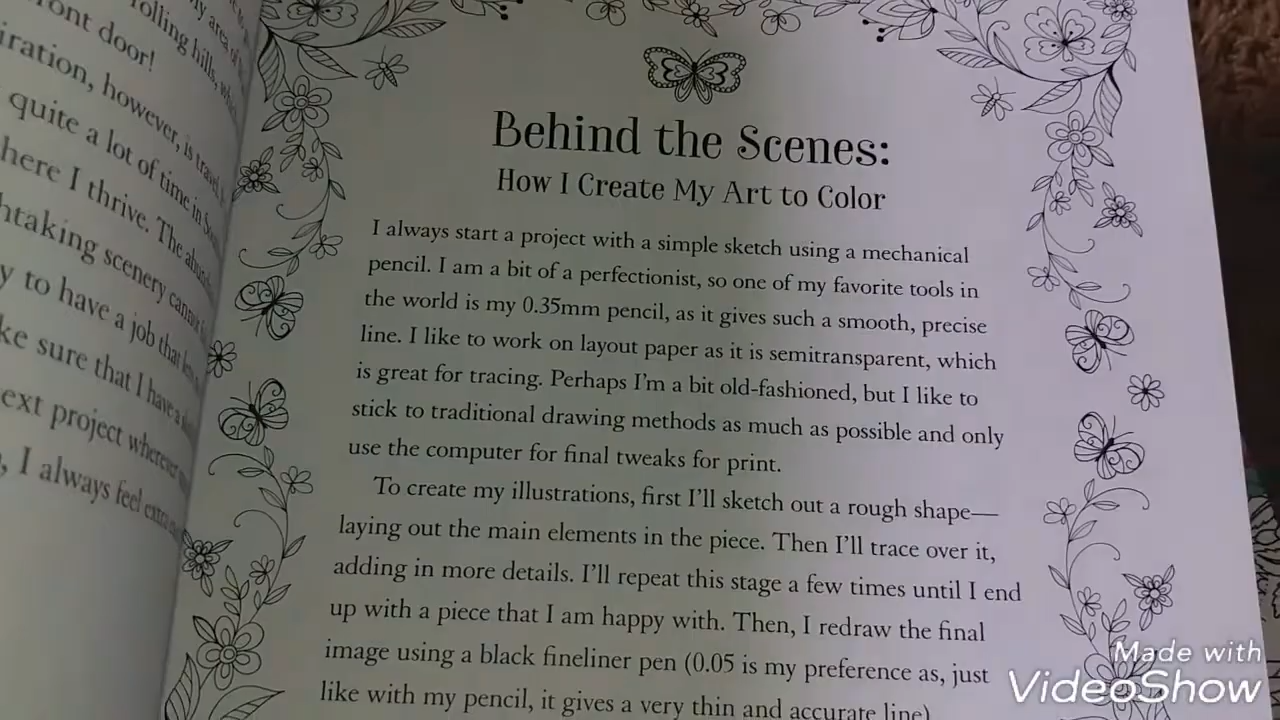 ront door!
rolling hills,
iration, however, is
quite a lot of time in
here I thrive. The
htaking scenery
y to have a job that
ke sure that I have a
ext project
, I always feel
Behind the Scenes:
How I Create My Art to Color
I always start a project with a simple sketch using a mechanical
pencil. I am a bit of a perfectionist, so one of my favorite tools in
the world is my 0.35mm pencil, as it gives such a smooth, precise
line. I like to work on layout paper as it is semitransparent, which
is great for tracing. Perhaps I'm a bit old-fashioned, but I like to
stick to traditional drawing methods as much as possible and only
use the computer for final tweaks for print.
To create my illustrations, first I'll sketch out a rough shape—
laying out the main elements in the piece. Then I'll trace over it,
adding in more details. I'll repeat this stage a few times until I end
up with a piece that I am happy with. Then, I redraw the final
image using a black fineliner pen (0.05 is my preference as, just
like with my pencil, it gives a very thin and accurate line)
Made with
VideoShow